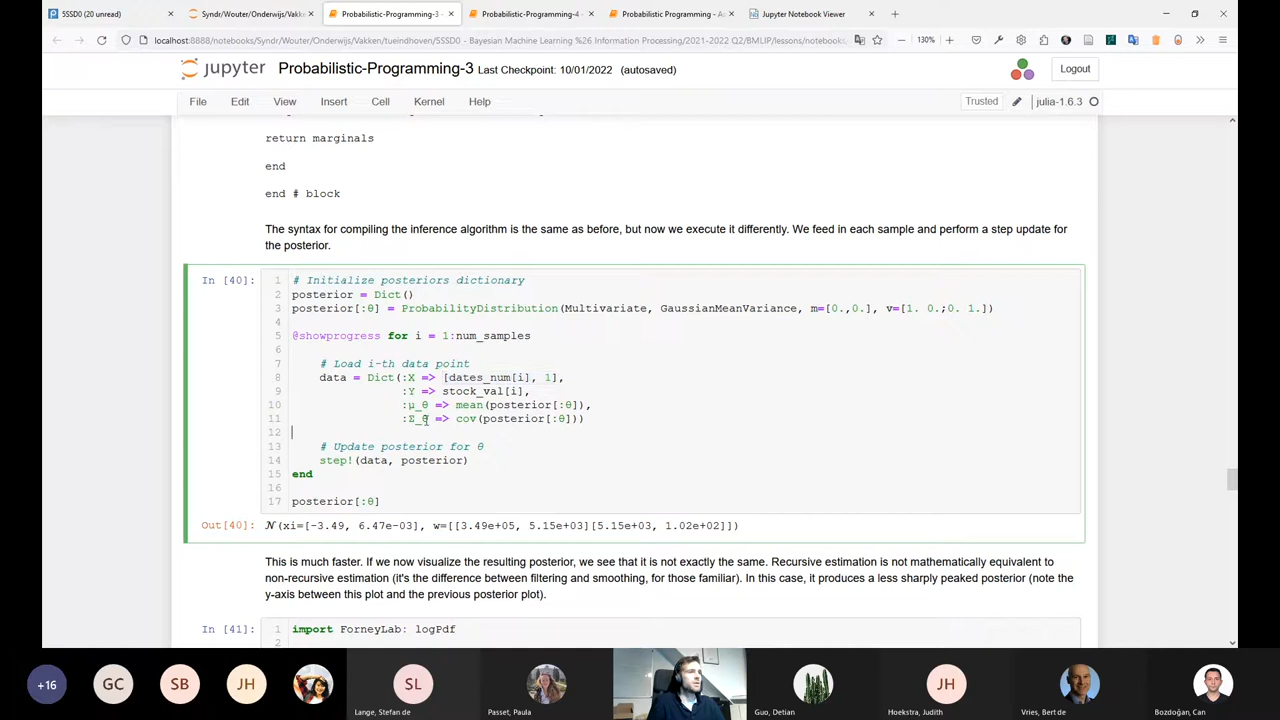 5SSD0 (20 unread)
Syndr/Wouter/Onderwijs/Vakken
Probabilistic-Programming-3 -
Probabilistic-Programming-4 -
Probabilistic Programming - As
Jupyter Notebook Viewer
localhost:8888/notebooks/Syndr/Wouter/Onderwijs/Vakken/tueindhoven/5SSD0 - Bayesian Machine Learning %26 Information Processing/2021-2022 Q2/BMLIP/lessons/notebook
130%
jupyter Probabilistic-Programming-3 Last Checkpoint: 10/01/2022 (autosaved)
Logout
File Edit View Insert Cell Kernel Help
Trusted
julia-1.6.3
return marginals
end
end # block
The syntax for compiling the inference algorithm is the same as before, but now we execute it differently. We feed in each sample and perform a step update for
the posterior.
In [40]:
1 # Initialize posteriors dictionary
2 posterior = Dict()
3 posterior[:θ] = ProbabilityDistribution(Multivariate, GaussianMeanVariance, m=[0.,0.], v=[1. 0.;0. 1.])
4
5 @showprogress for i = 1:num_samples
6
7 # Load i-th data point
8 data = Dict(:X => [dates_num[i], 1],
9 :Y => stock_val[i],
10 :μ_θ => mean(posterior[:θ]),
11 :Σ_θ => cov(posterior[:θ]))
12
13 # Update posterior for θ
14 step!(data, posterior)
15 end
16
17 posterior[:θ]
Out[40]: 𝒩(xi=[-3.49, 6.47e-03], w=[[3.49e+05, 5.15e+03][5.15e+03, 1.02e+02]])
This is much faster. If we now visualize the resulting posterior, we see that it is not exactly the same. Recursive estimation is not mathematically equivalent to
non-recursive estimation (it's the difference between filtering and smoothing, for those familiar). In this case, it produces a less sharply peaked posterior (note the
y-axis between this plot and the previous posterior plot).
In [41]:
1 import ForneyLab: logPdf
2
+16
GC
SB
JH
SL
JH
Lange, Stefan de
Passet, Paula
Guo, Detian
Hoekstra, Judith
Vries, Bert de
Bozdoğan, Can